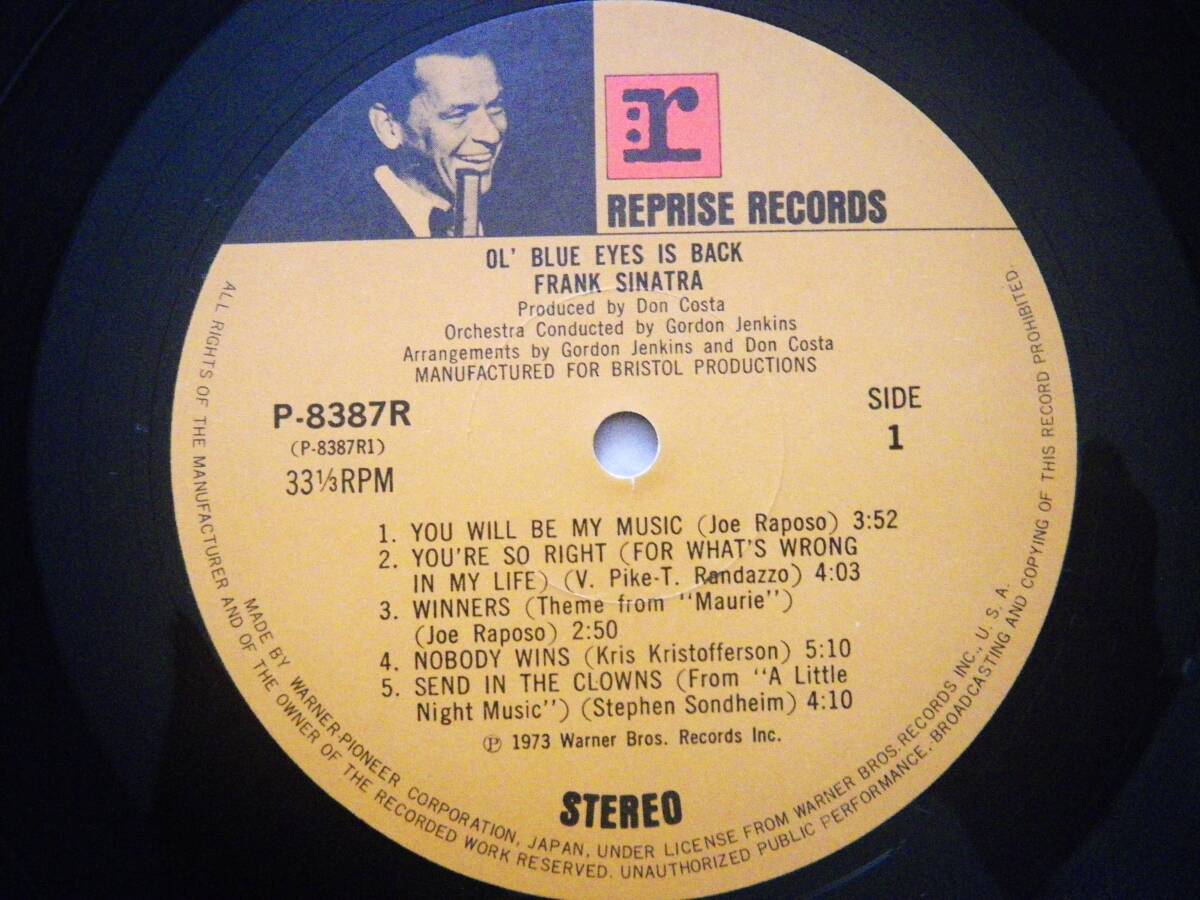 r
REPRISE RECORDS
OL' BLUE EYES IS BACK
FRANK SINATRA
Produced by Don Costa
Orchestra Conducted by Gordon Jenkins
Arrangements by Gordon Jenkins and Don Costa
MANUFACTURED FOR BRISTOL PRODUCTIONS
P-8387R
(P-8387R1)
33⅓RPM
SIDE
1
1. YOU WILL BE MY MUSIC (Joe Raposo) 3:52
2. YOU'RE SO RIGHT (FOR WHAT'S WRONG
IN MY LIFE) (V. Pike-T. Randazzo) 4:03
3. WINNERS (Theme from "Maurie")
(Joe Raposo) 2:50
4. NOBODY WINS (Kris Kristofferson) 5:10
5. SEND IN THE CLOWNS (From "A Little
Night Music") (Stephen Sondheim) 4:10
℗ 1973 Warner Bros. Records Inc.
STEREO
MADE BY WARNER-PIONEER CORPORATION, JAPAN, UNDER LICENSE FROM WARNER BROS. RECORDS INC., U. S. A.
ALL RIGHTS OF THE MANUFACTURER AND OF THE OWNER OF THE RECORDED WORK RESERVED. UNAUTHORIZED PUBLIC PERFORMANCE, BROADCASTING AND COPYING OF THIS RECORD PROHIBITED.